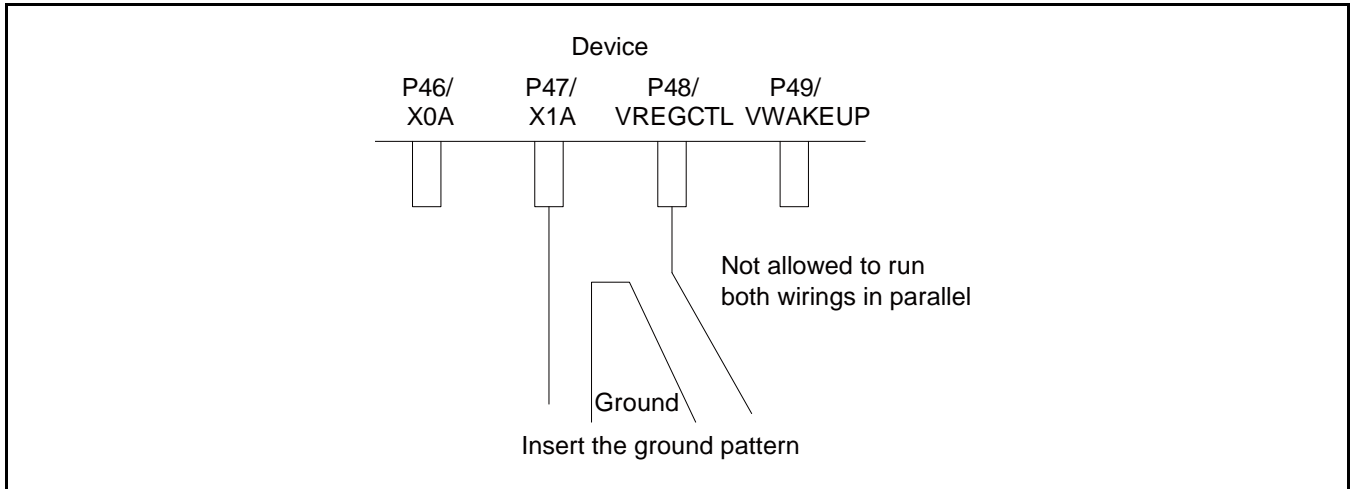 Device
P46/ P47/ P48/ P49/
X0A X1A VREGCTL VWAKEUP
Not allowed to run
both wirings in parallel
Ground
Insert the ground pattern